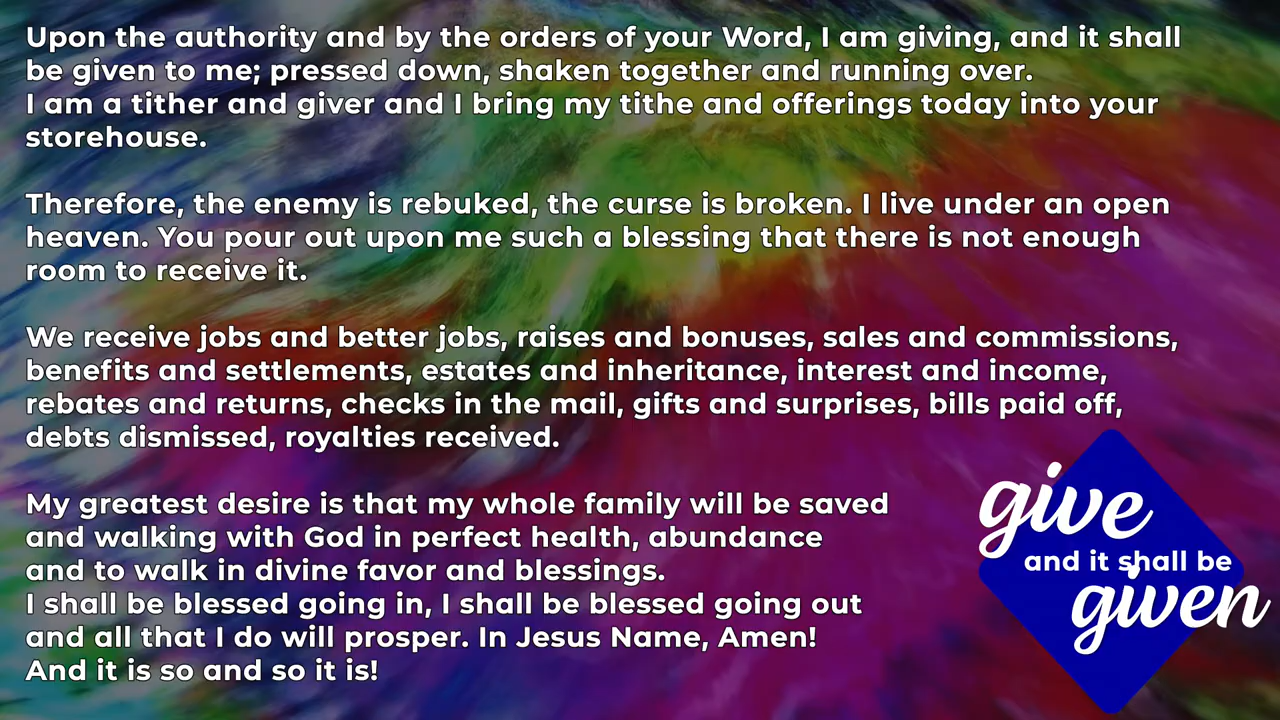 Upon the authority and by the orders of your Word, I am giving, and it shall
be given to me; pressed down, shaken together and running over.
I am a tither and giver and I bring my tithe and offerings today into your
storehouse.
Therefore, the enemy is rebuked, the curse is broken. I live under an open
heaven. You pour out upon me such a blessing that there is not enough
room to receive it.
We receive jobs and better jobs, raises and bonuses, sales and commissions,
benefits and settlements, estates and inheritance, interest and income,
rebates and returns, checks in the mail, gifts and surprises, bills paid off,
debts dismissed, royalties received.
My greatest desire is that my whole family will be saved
and walking with God in perfect health, abundance
and to walk in divine favor and blessings.
I shall be blessed going in, I shall be blessed going out
and all that I do will prosper. In Jesus Name, Amen!
And it is so and so it is!
give
and it shall be
given